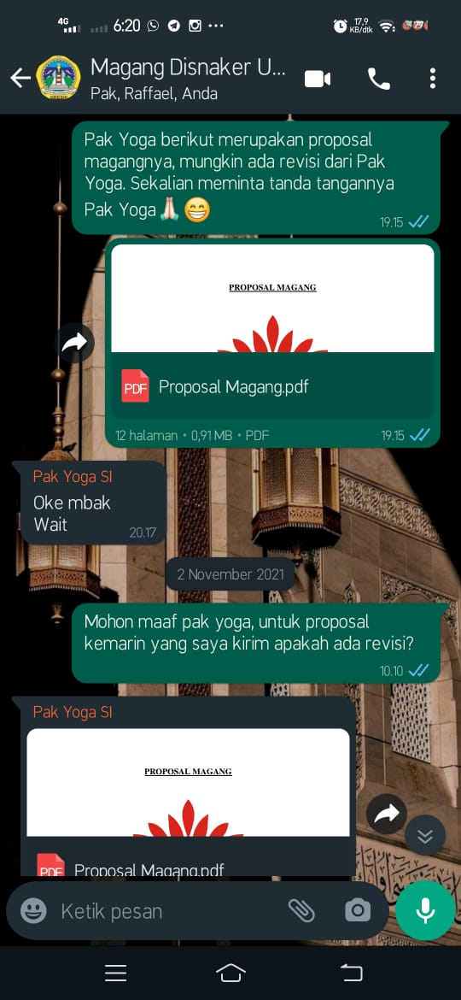 4G 6:20 17,9 KB/dtk
Magang Disnaker U...
Pak, Raffael, Anda
Pak Yoga berikut merupakan proposal
magangnya, mungkin ada revisi dari Pak
Yoga. Sekalian meminta tanda tangannya
Pak Yoga🙏🏻😁
19.15
PROPOSAL MAGANG
PDF Proposal Magang.pdf
12 halaman • 0,91 MB • PDF 19.15
Pak Yoga SI
Oke mbak
Wait
20.17
2 November 2021
Mohon maaf pak yoga, untuk proposal
kemarin yang saya kirim apakah ada revisi?
10.10
Pak Yoga SI
PROPOSAL MAGANG
PDF Proposal Magang.pdf
Ketik pesan